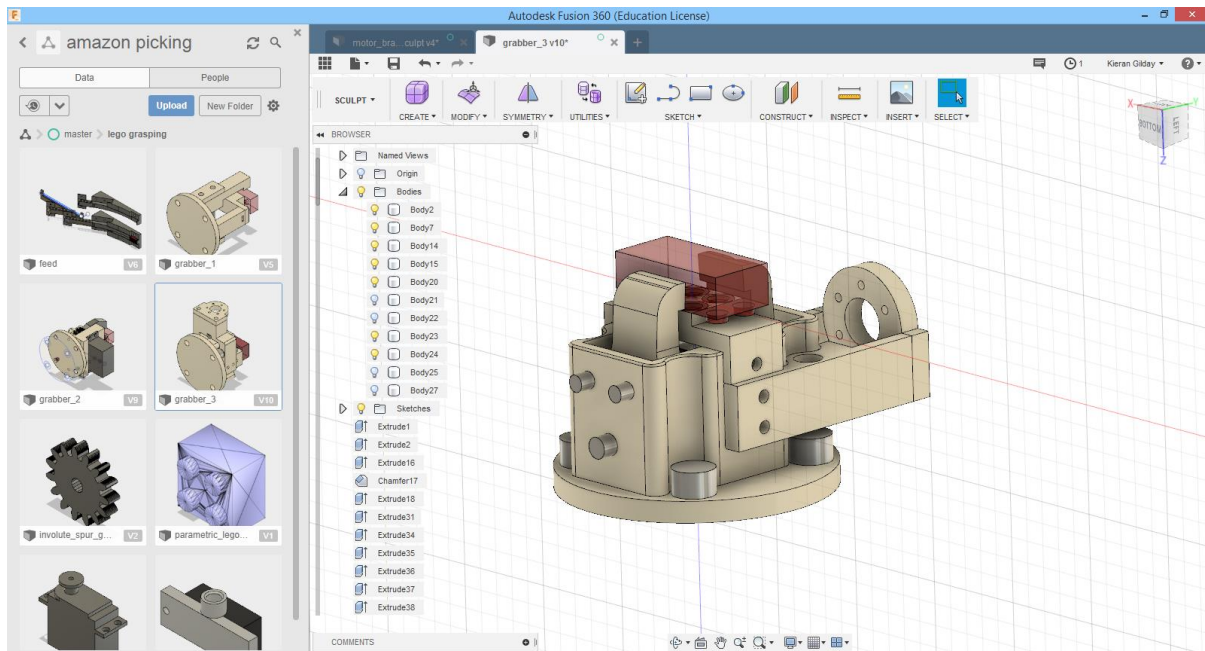 Autodesk Fusion 360 (Education License)
amazon picking
motor_bra...culpt v4*
grabber_3 v10*
Data
People
1
Kieran Gilday
Upload
New Folder
SCULPT
CREATE
MODIFY
SYMMETRY
UTILITIES
SKETCH
CONSTRUCT
INSPECT
INSERT
SELECT
master
lego grasping
BROWSER
X
Y
Z
BOTTOM
LEFT
Named Views
Origin
Bodies
Body2
Body7
Body14
Body15
Body20
Body21
Body22
Body23
Body24
Body25
Body27
Sketches
Extrude1
Extrude2
Extrude16
Chamfer17
Extrude18
Extrude31
Extrude34
Extrude35
Extrude36
Extrude37
Extrude38
feed V6
grabber_1 V5
grabber_2 V9
grabber_3 V10
involute_spur_g... V2
parametric_lego... V1
COMMENTS